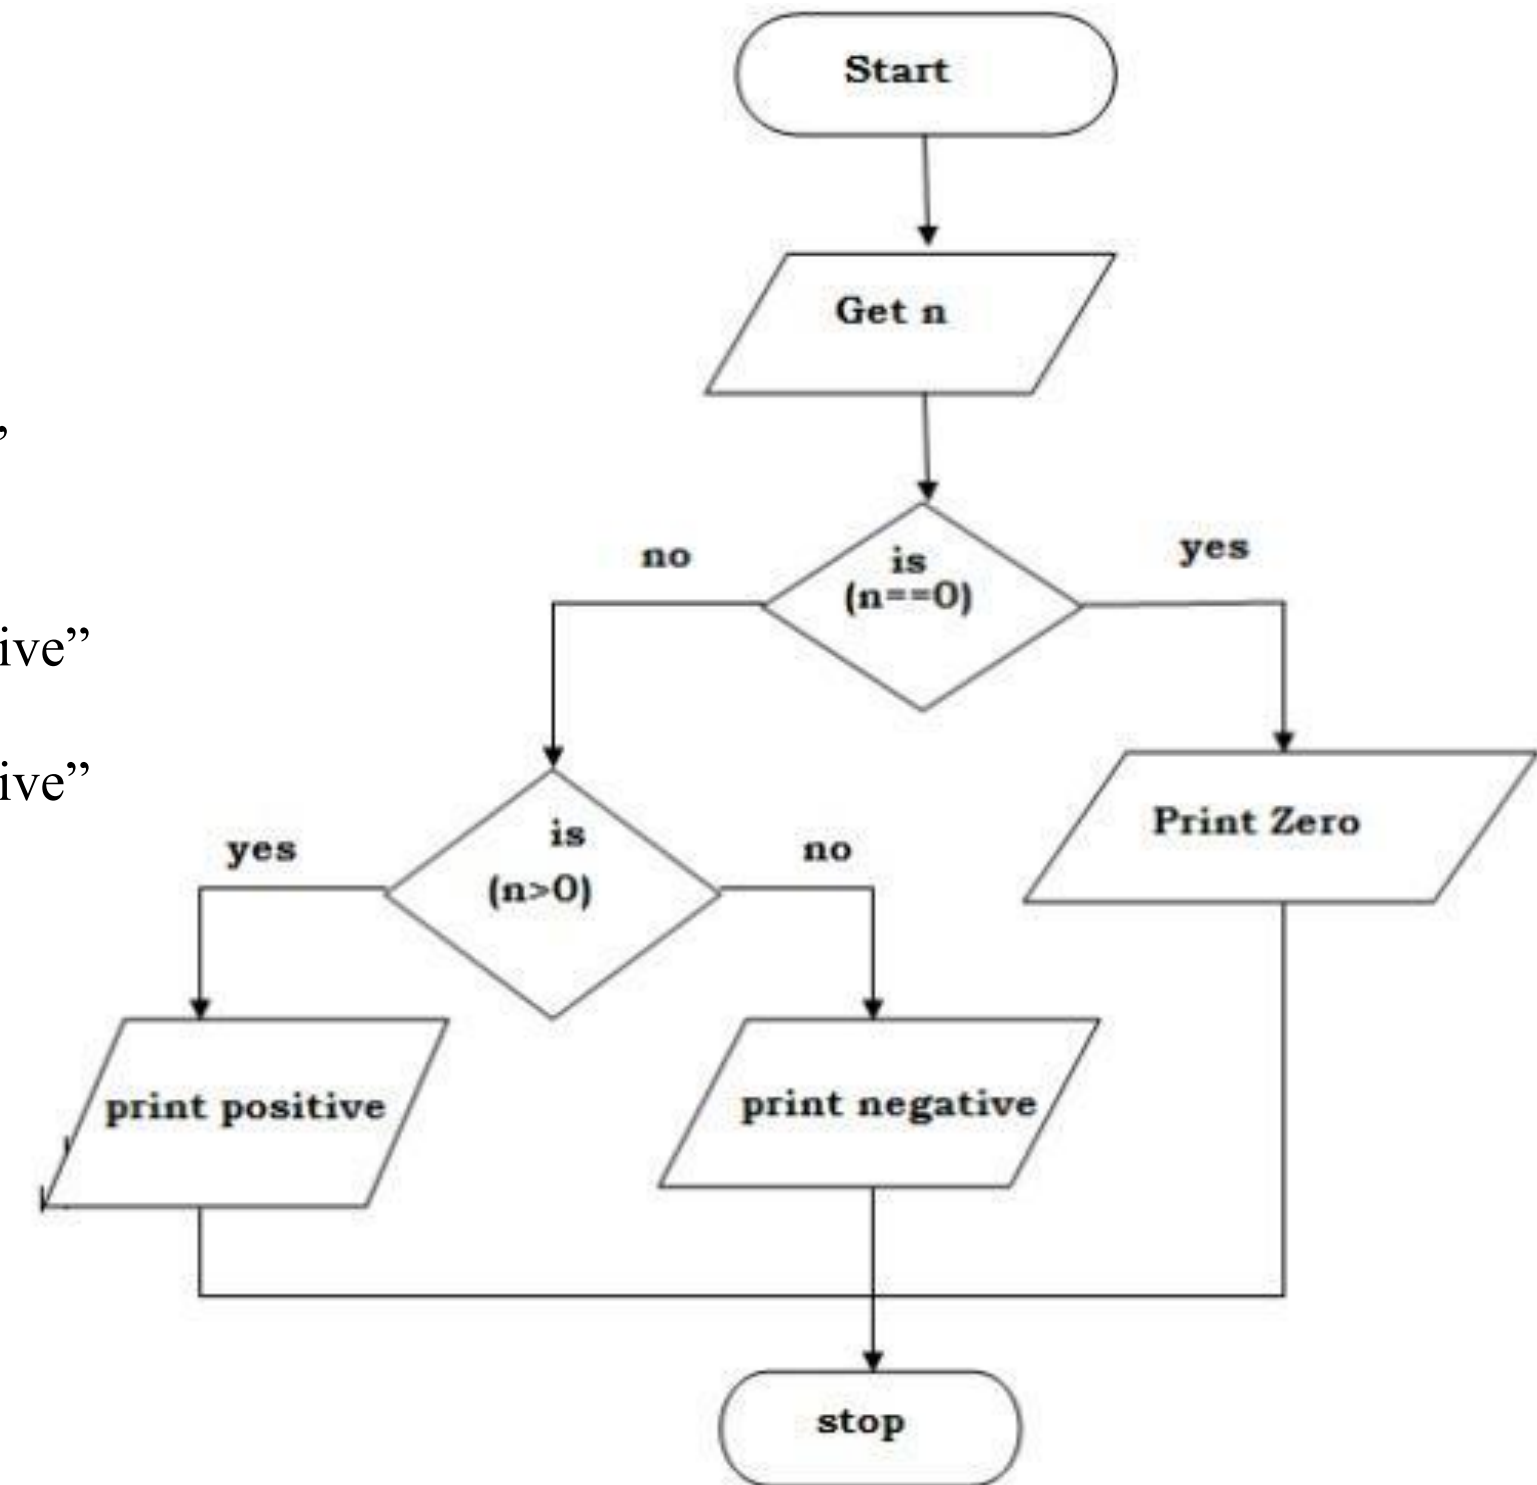 Start
Get n
”
no
is
(n==0)
yes
ive”
ive”
yes
is
(n>0)
no
Print Zero
print positive
print negative
stop